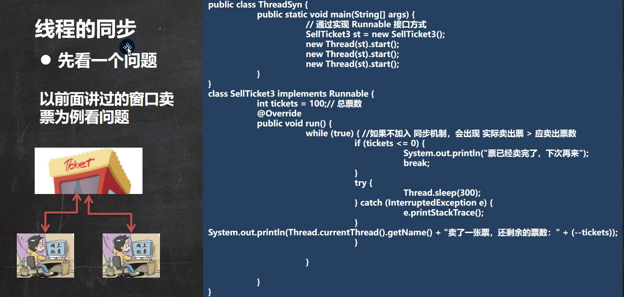 线程的同步
● 先看一个问题
以前面讲过的窗口卖
票为例看问题
Ticket
public class ThreadSyn {
public static void main(String[] args) {
// 通过实现 Runnable 接口方式
SellTicket3 st = new SellTicket3();
new Thread(st).start();
new Thread(st).start();
new Thread(st).start();
}
}
class SellTicket3 implements Runnable {
int tickets = 100;// 总票数
@Override
public void run() {
while (true) { //如果不加入 同步机制，会出现 实际卖出票 > 应卖出票数
if (tickets <= 0) {
System.out.println("票已经卖完了，下次再来");
break;
}
try {
Thread.sleep(300);
} catch (InterruptedException e) {
e.printStackTrace();
}
System.out.println(Thread.currentThread().getName() + "卖了一张票，还剩余的票数：" + (--tickets));
}
}
}
}